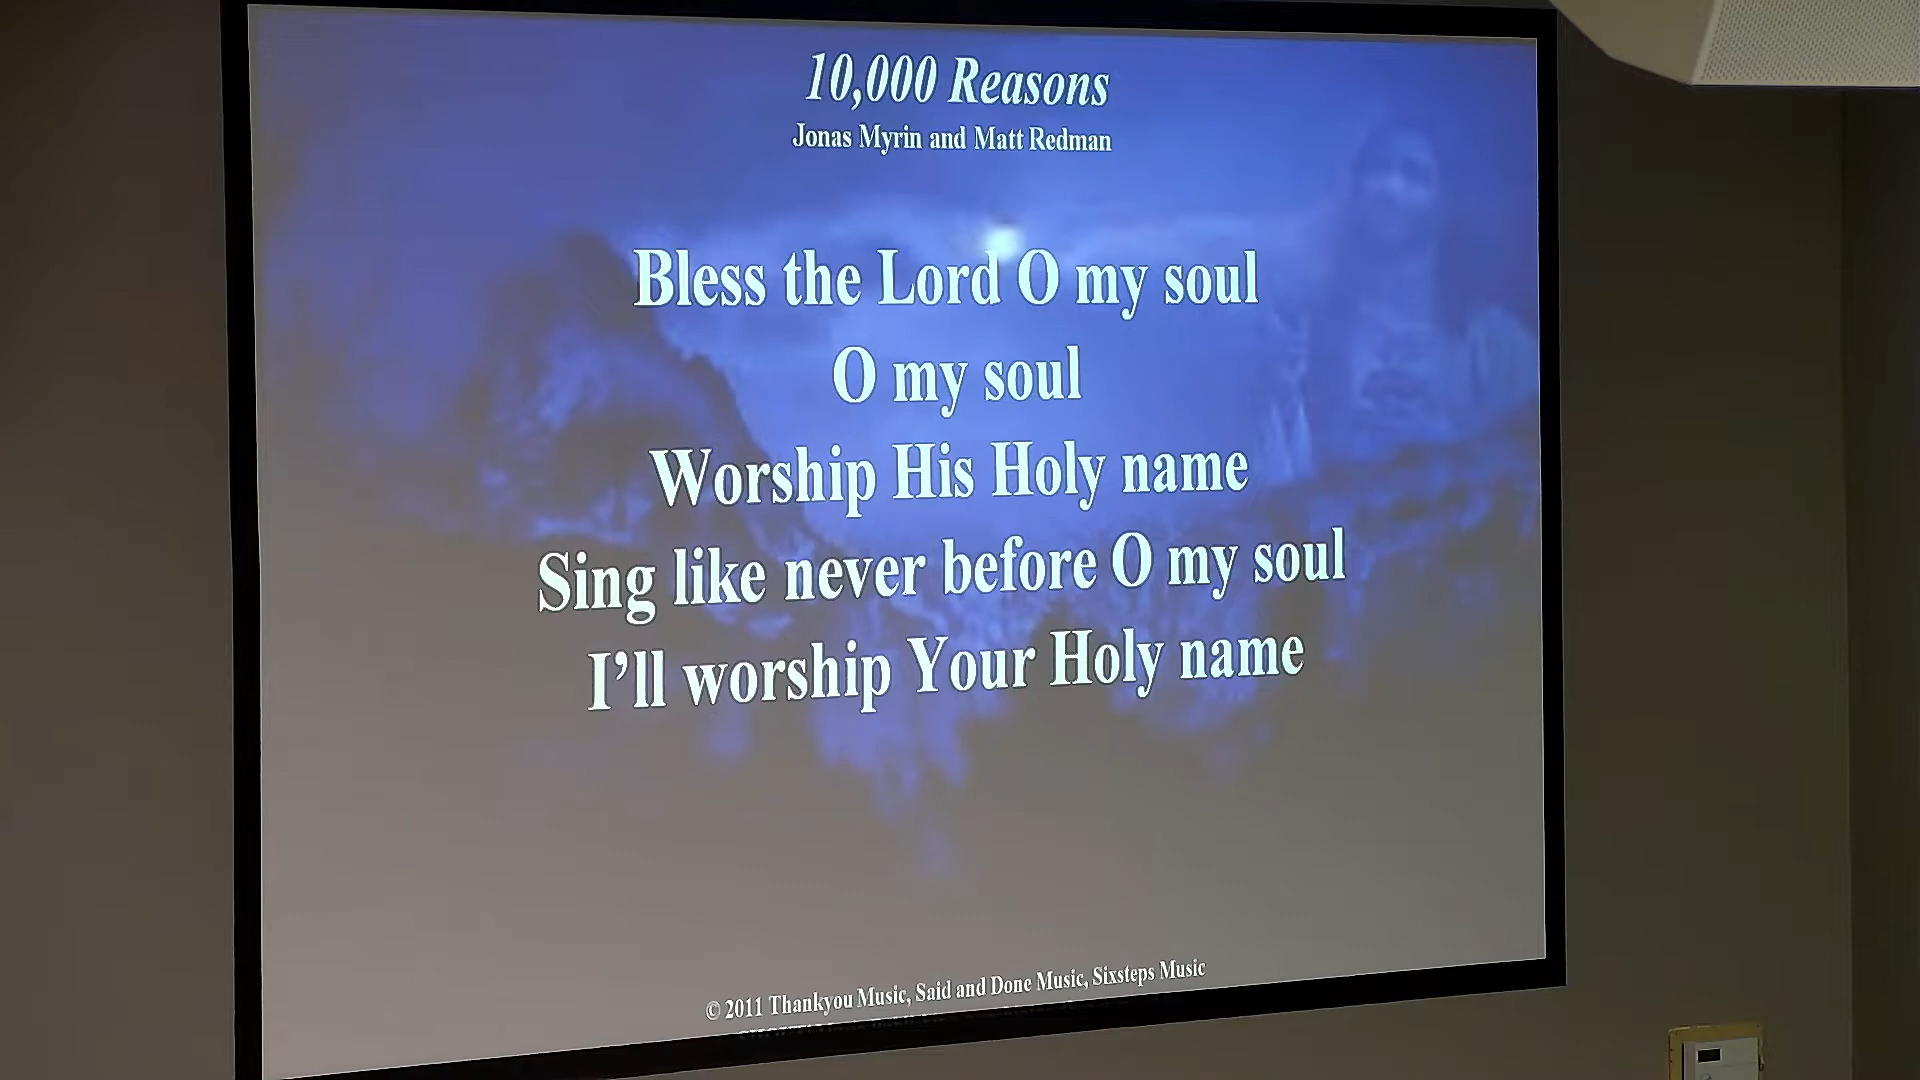 10,000 Reasons
Jonas Myrin and Matt Redman
Bless the Lord O my soul
O my soul
Worship His Holy name
Sing like never before O my soul
I’ll worship Your Holy name
© 2011 Thankyou Music, Said and Done Music, Sixsteps Music